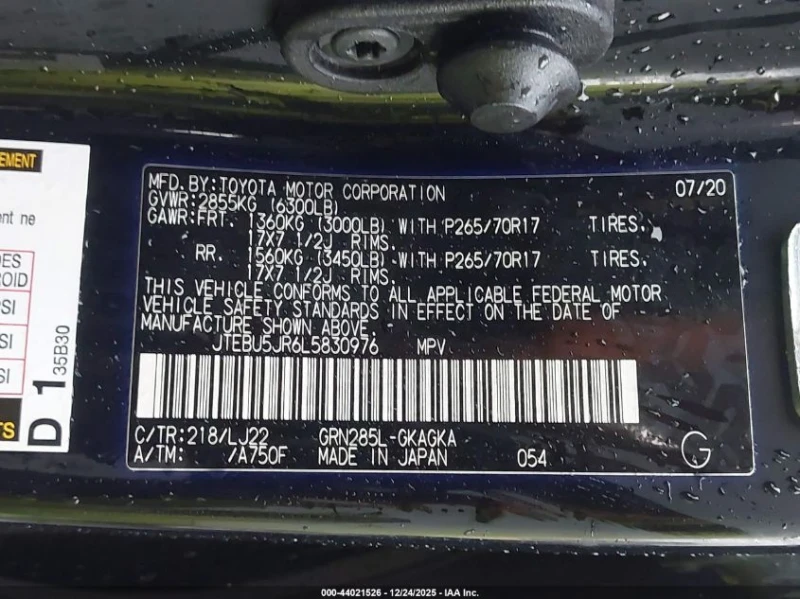 EMENT
ent ne
DES
ROID
SI
SI
SI
TS
D 1 35B30
MFD.BY:TOYOTA MOTOR CORPORATION 07/20
GVWR:2855KG (6300LB)
GAWR:FRT. 1360KG (3000LB) WITH P265/70R17 TIRES,
17X7 1/2J RIMS.
RR. 1560KG (3450LB) WITH P265/70R17 TIRES,
17X7 1/2J RIMS.
THIS VEHICLE CONFORMS TO ALL APPLICABLE FEDERAL MOTOR
VEHICLE SAFETY STANDARDS IN EFFECT ON THE DATE OF
MANUFACTURE SHOWN ABOVE.
JTEBU5JR6L5830976 MPV
C/TR:218/LJ22 GRN285L-GKAGKA
A/TM: /A750F MADE IN JAPAN 054 G
000-44021526 - 12/24/2025 - IAA Inc.